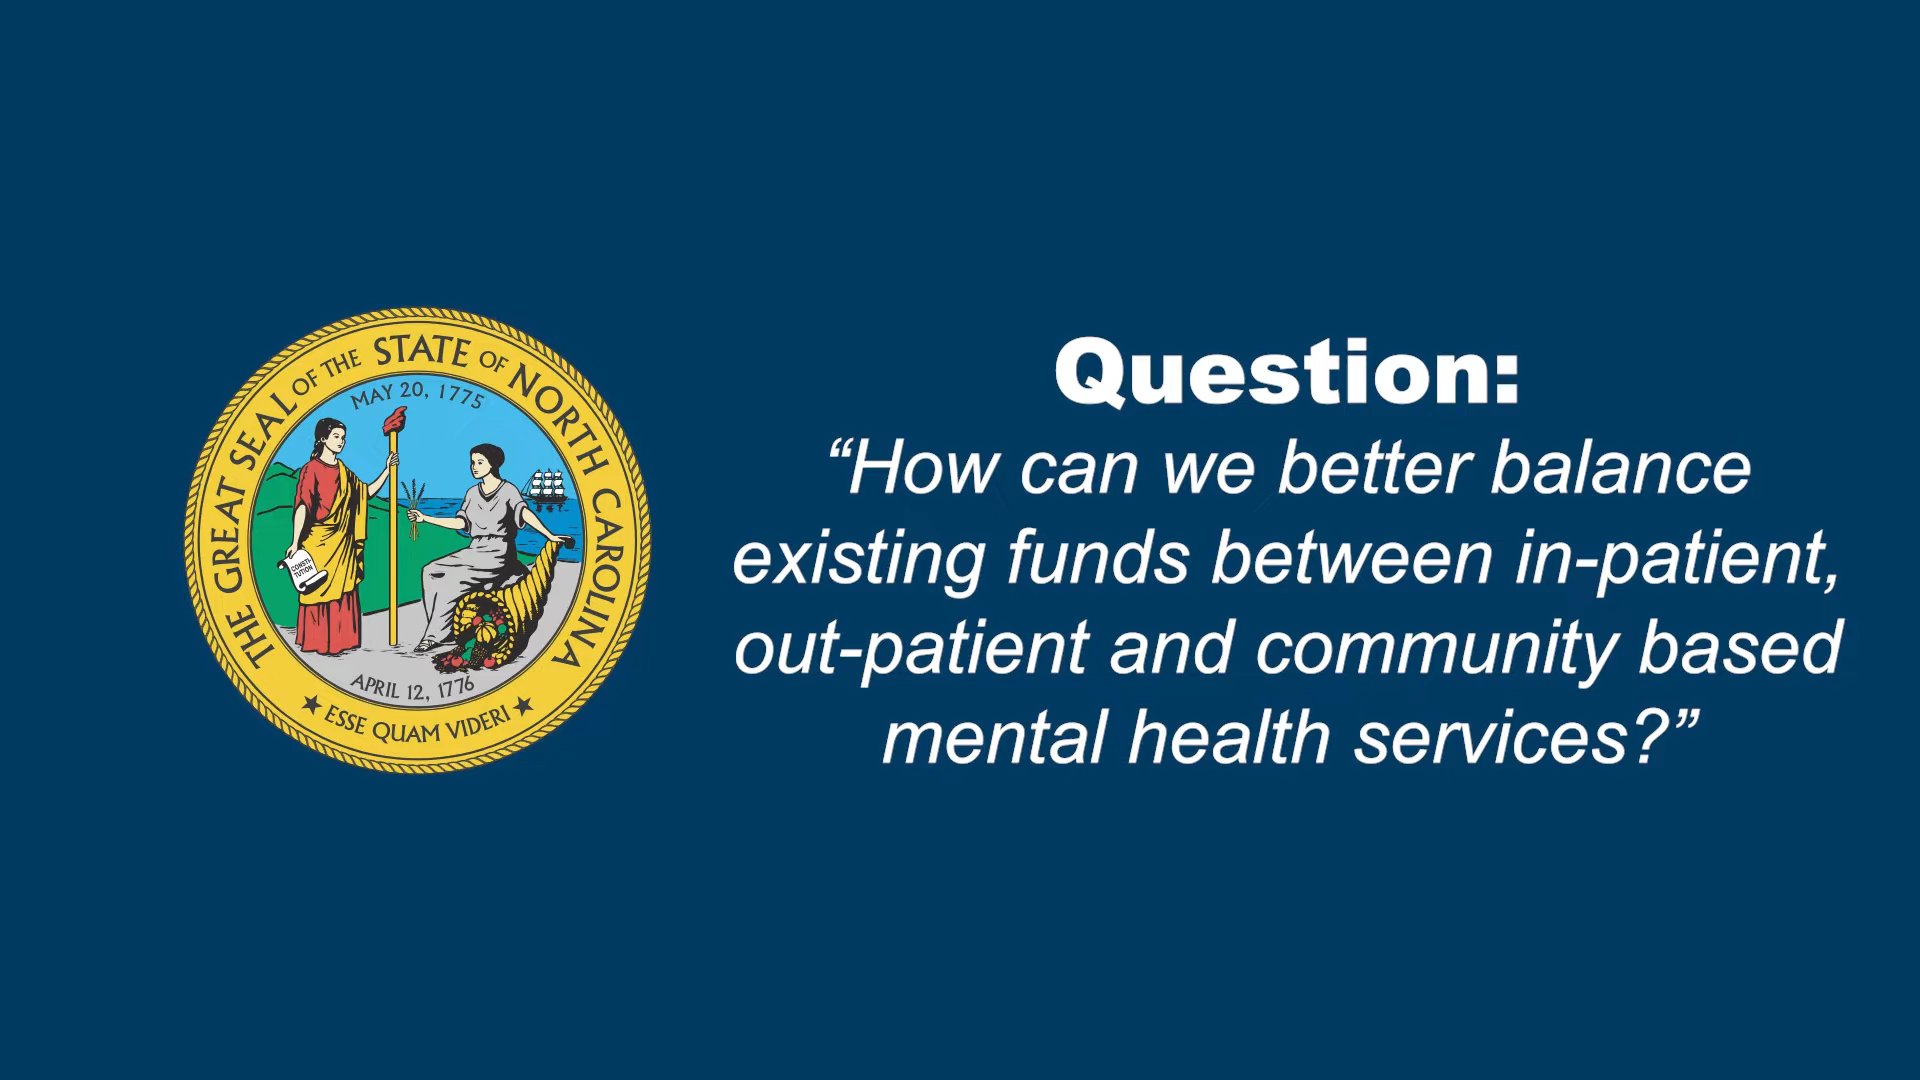 THE GREAT SEAL OF THE STATE OF NORTH CAROLINA
MAY 20, 1775
CONSTI-
TUTION
APRIL 12, 1776
★ ESSE QUAM VIDERI ★
Question:
“How can we better balance
existing funds between in-patient,
out-patient and community based
mental health services?”